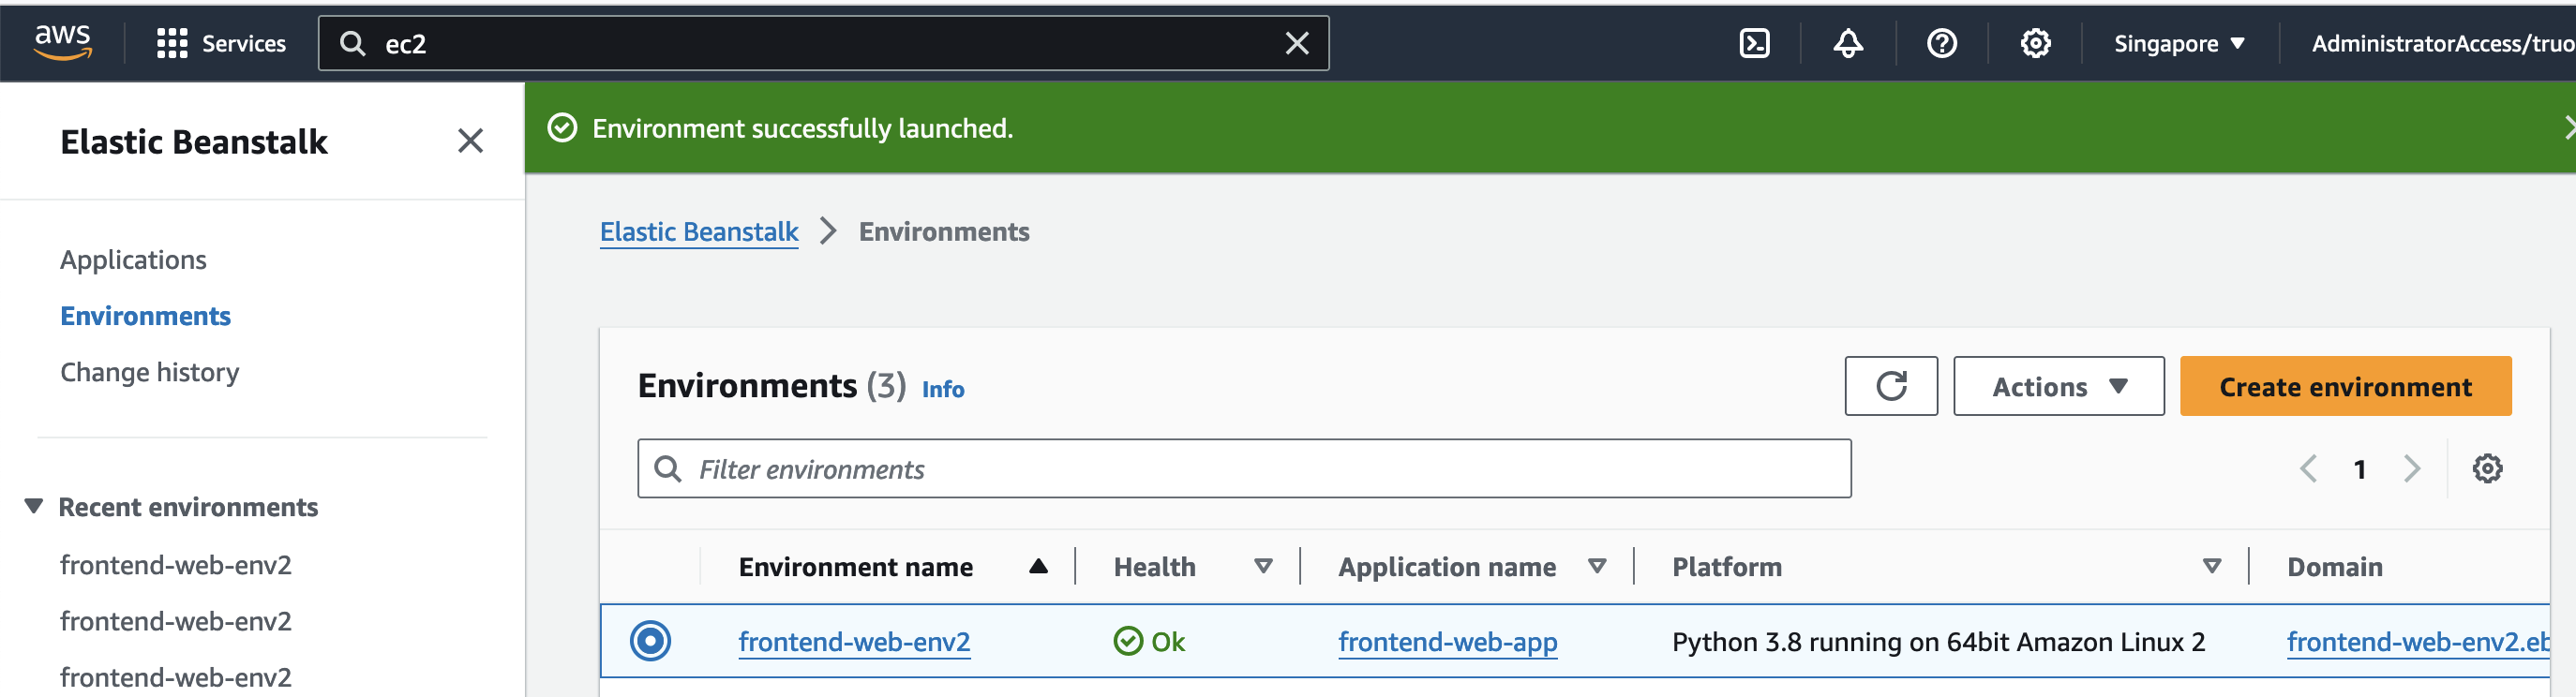 aws Services ec2 Singapore AdministratorAccess/truo
Elastic Beanstalk
Environment successfully launched.
Applications
Environments
Change history
Recent environments
frontend-web-env2
frontend-web-env2
frontend-web-env2
Elastic Beanstalk > Environments
Environments (3) Info
Actions
Create environment
Filter environments
1
Environment name Health Application name Platform Domain
frontend-web-env2 Ok frontend-web-app Python 3.8 running on 64bit Amazon Linux 2 frontend-web-env2.eb